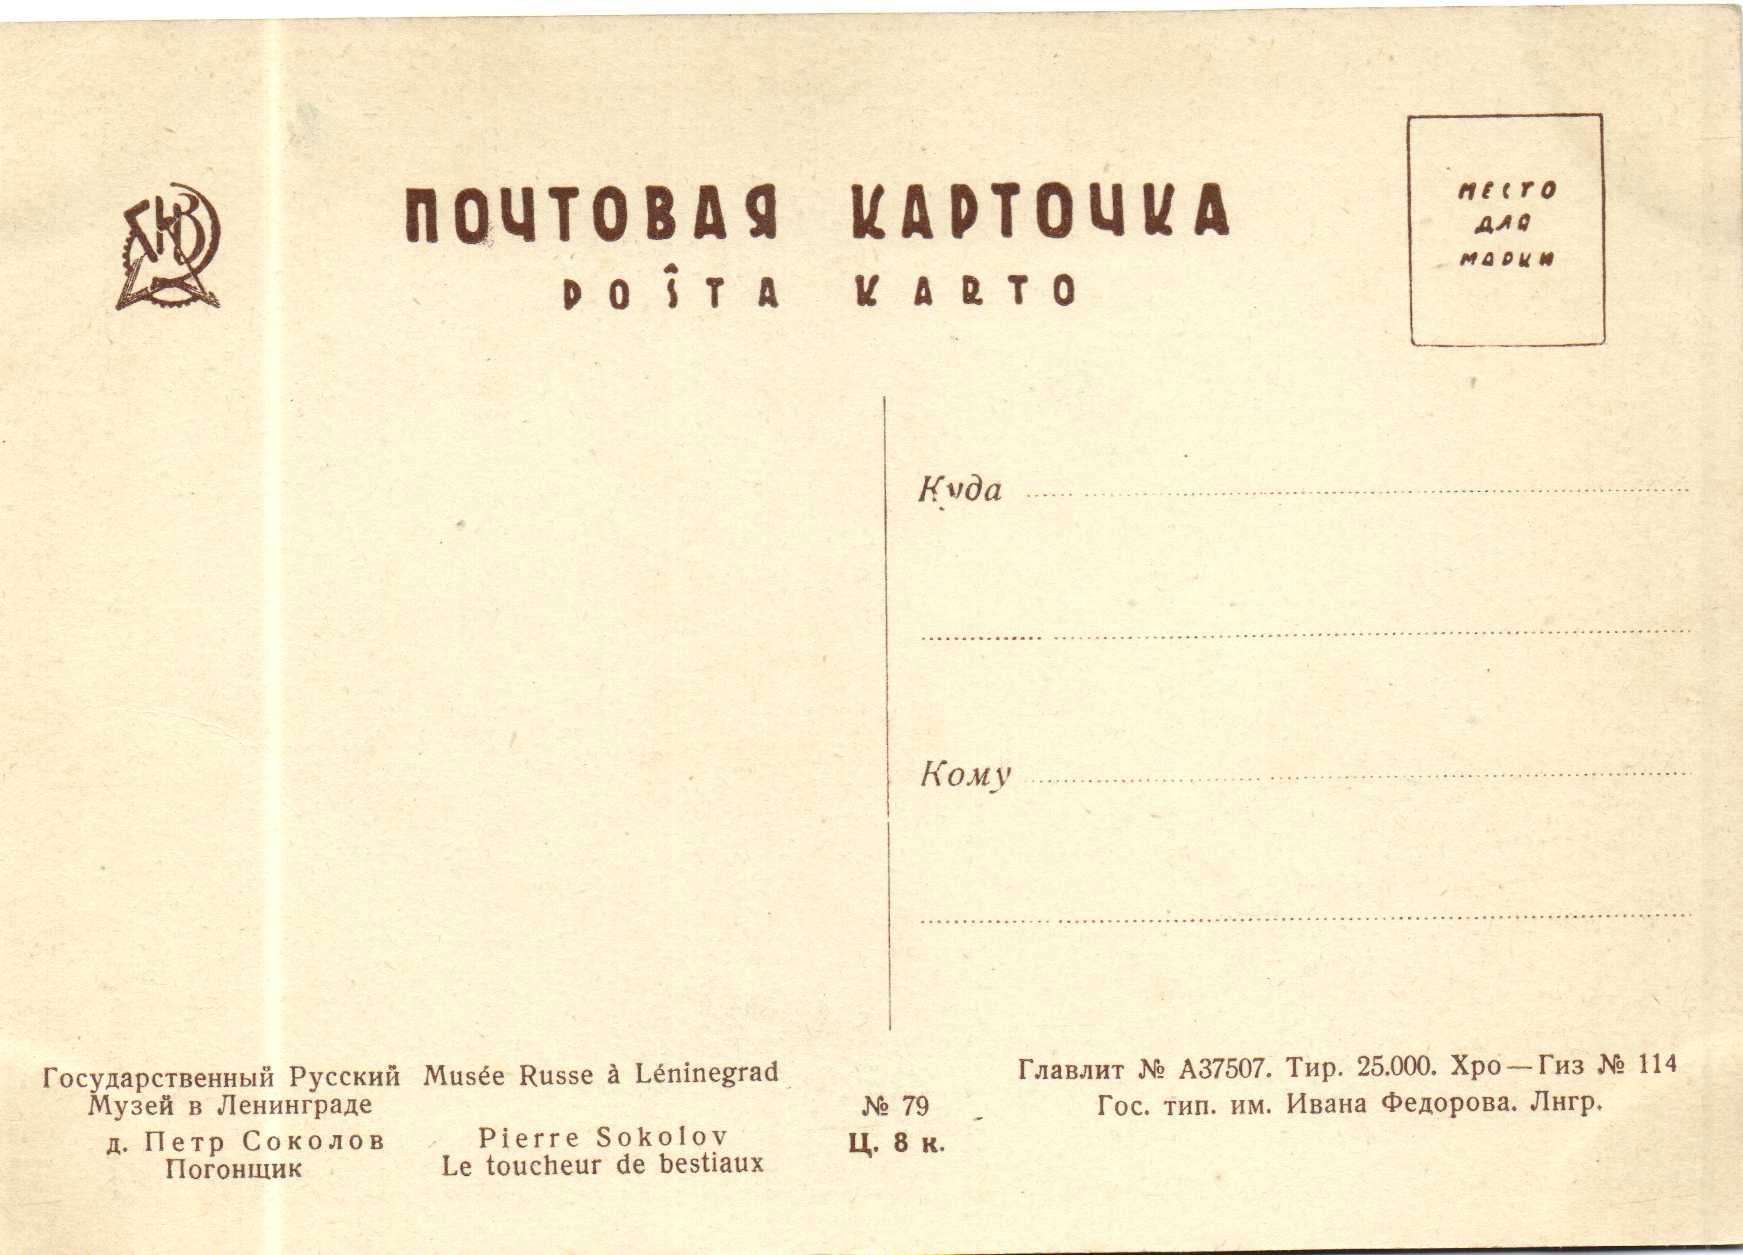 ГИЗ
ПОЧТОВАЯ КАРТОЧКА
POŜTA KARTO
МЕСТО
ДЛЯ
МАРКИ
Куда
Кому
Государственный Русский
Музей в Ленинграде
д. Петр Соколов
Погонщик
Musée Russe à Léninegrad
Pierre Sokolov
Le toucheur de bestiaux
№ 79
Ц. 8 к.
Главлит № А37507. Тир. 25.000. Хро—Гиз № 114
Гос. тип. им. Ивана Федорова. Лнгр.